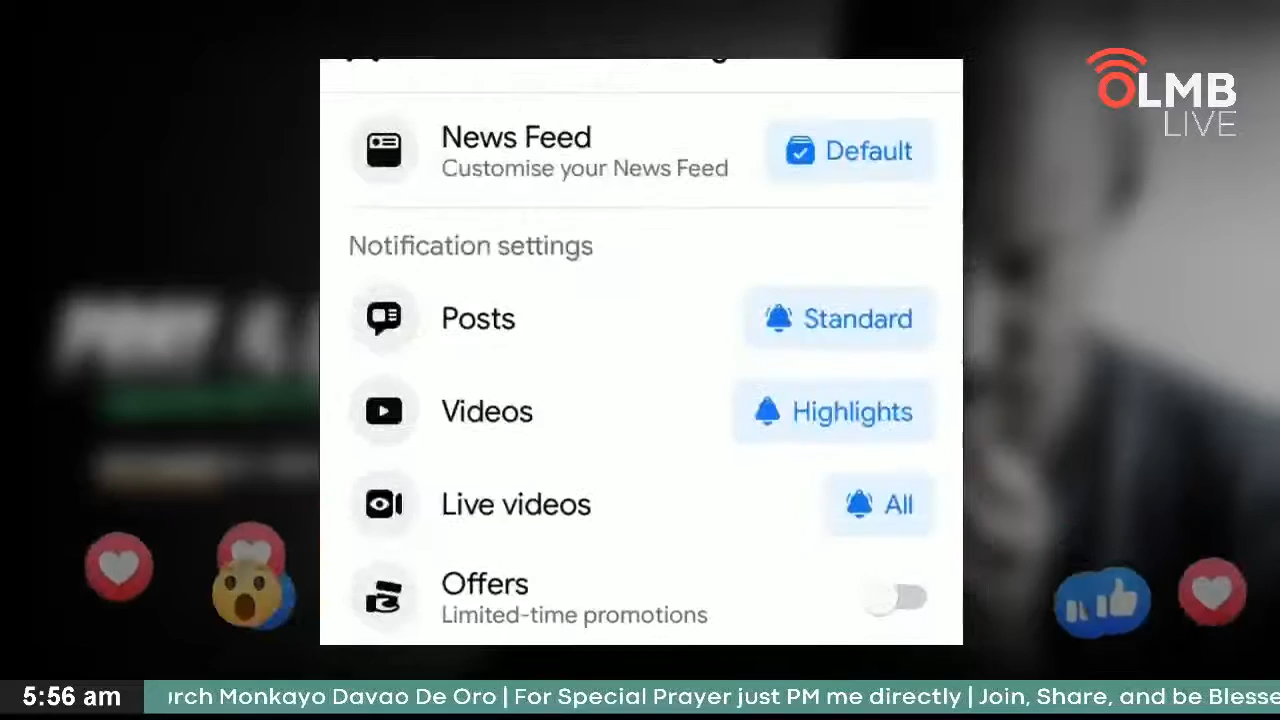 OLMB
LIVE
News Feed
Customise your News Feed
Default
Notification settings
Posts
Standard
Videos
Highlights
Live videos
All
Offers
Limited-time promotions
5:56 am
urch Monkayo Davao De Oro | For Special Prayer just PM me directly | Join, Share, and be Blesse